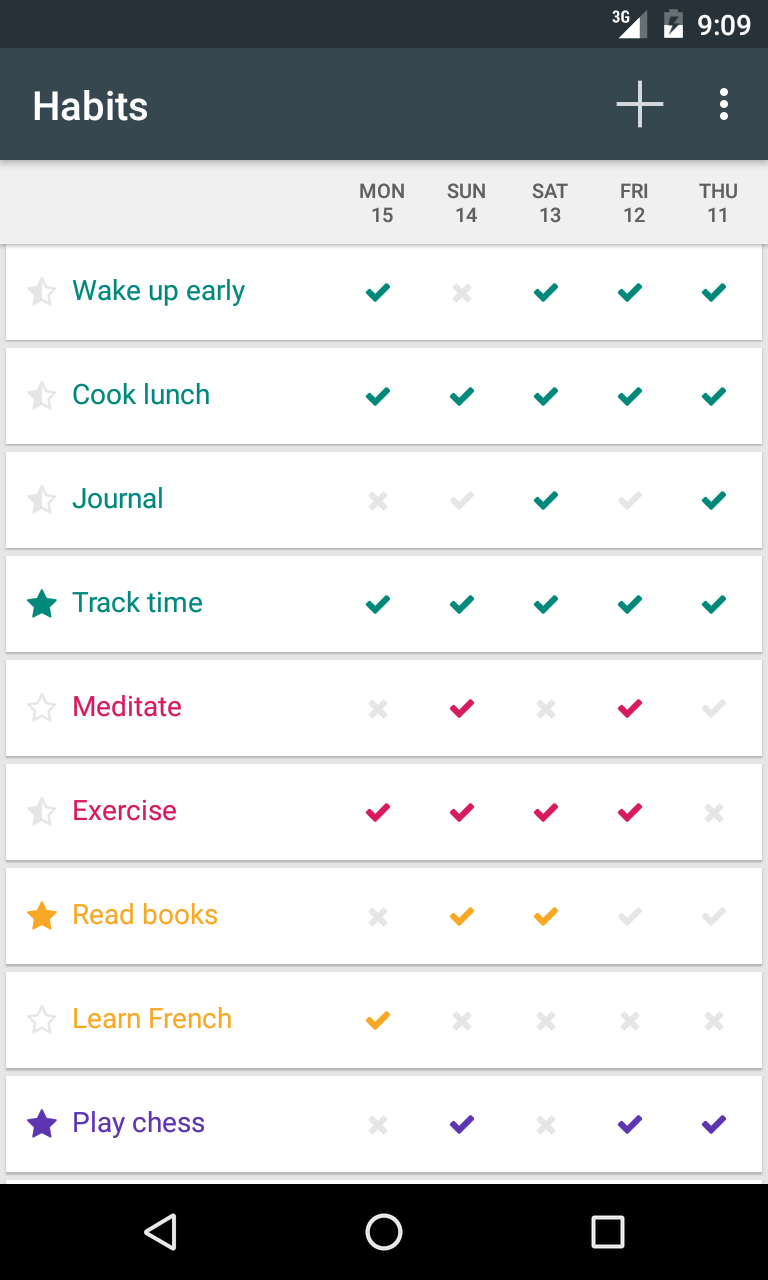 3G 9:09
Habits
MON SUN SAT FRI THU
15 14 13 12 11
Wake up early
Cook lunch
Journal
Track time
Meditate
Exercise
Read books
Learn French
Play chess